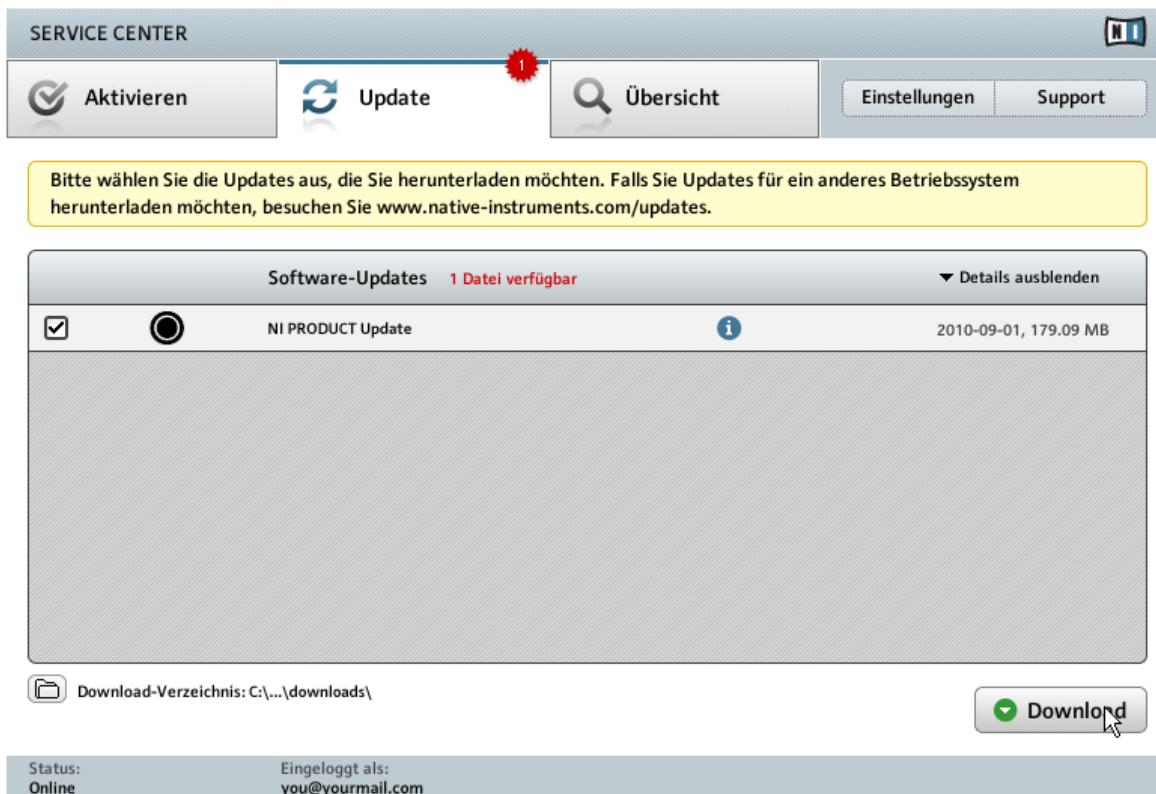 SERVICE CENTER
NI
Aktivieren
Update
1
Übersicht
Einstellungen
Support
Bitte wählen Sie die Updates aus, die Sie herunterladen möchten. Falls Sie Updates für ein anderes Betriebssystem
herunterladen möchten, besuchen Sie www.native-instruments.com/updates.
Software-Updates
1 Datei verfügbar
Details ausblenden
NI PRODUCT Update
i
2010-09-01, 179.09 MB
Download-Verzeichnis: C:\...\downloads\
Download
Status:
Eingeloggt als:
Online
you@yourmail.com